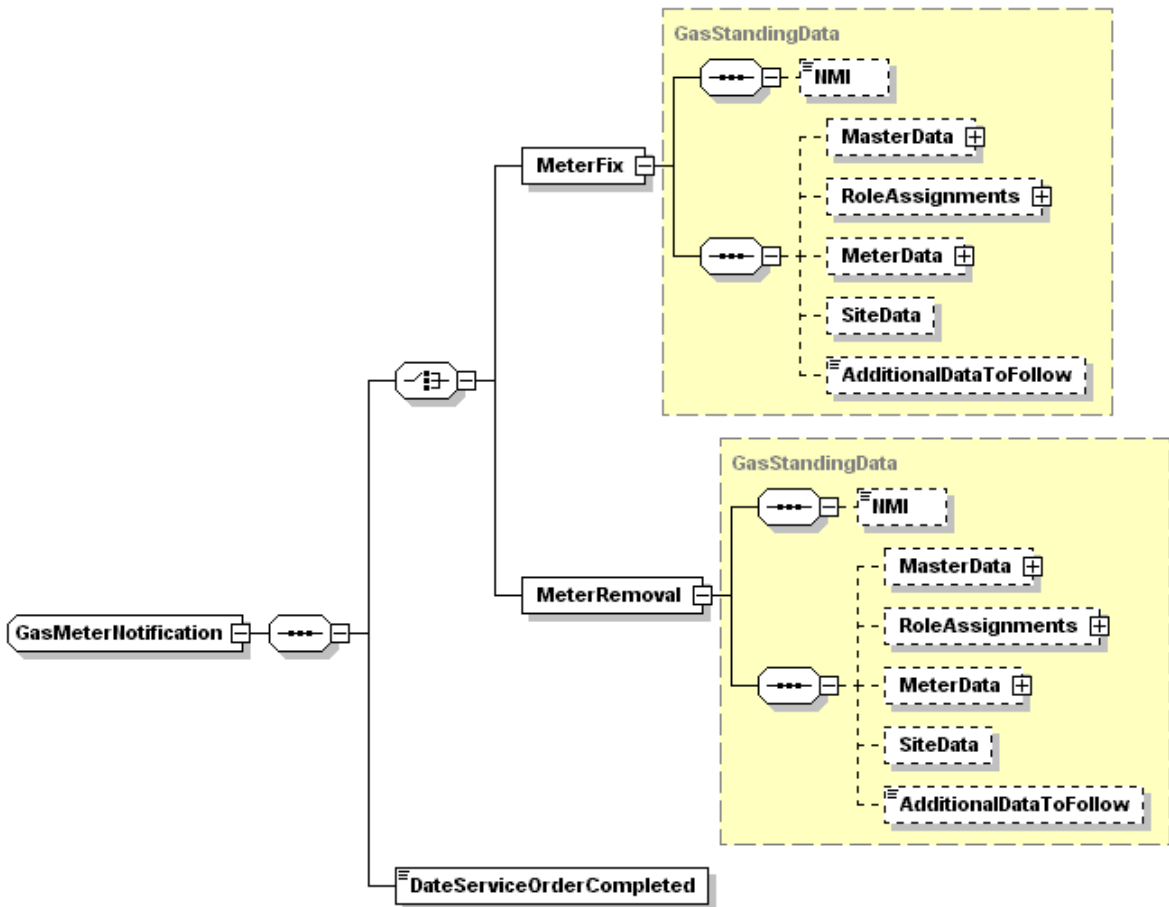 GasStandingData
NMI
MasterData
MeterFix
RoleAssignments
MeterData
SiteData
AdditionalDataToFollow
GasStandingData
NMI
MasterData
MeterRemoval
RoleAssignments
GasMeterNotification
MeterData
SiteData
AdditionalDataToFollow
DateServiceOrderCompleted